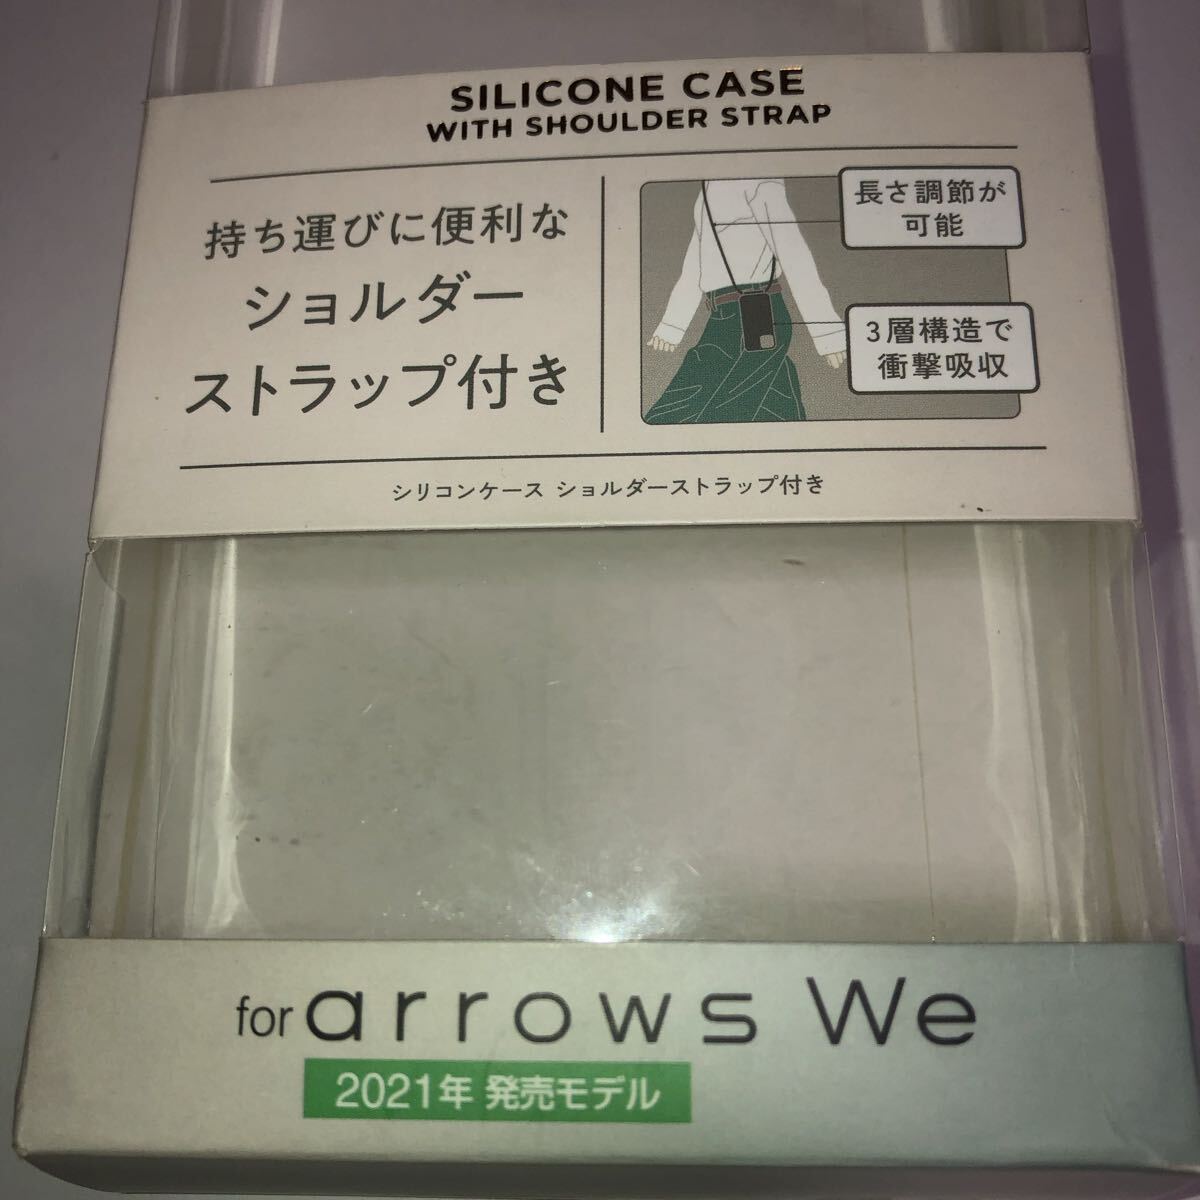 SILICONE CASE
WITH SHOULDER STRAP
持ち運びに便利な
ショルダー
ストラップ付き
長さ調節が
可能
3層構造で
衝撃吸収
シリコンケース ショルダーストラップ付き
for arrows We
2021年 発売モデル